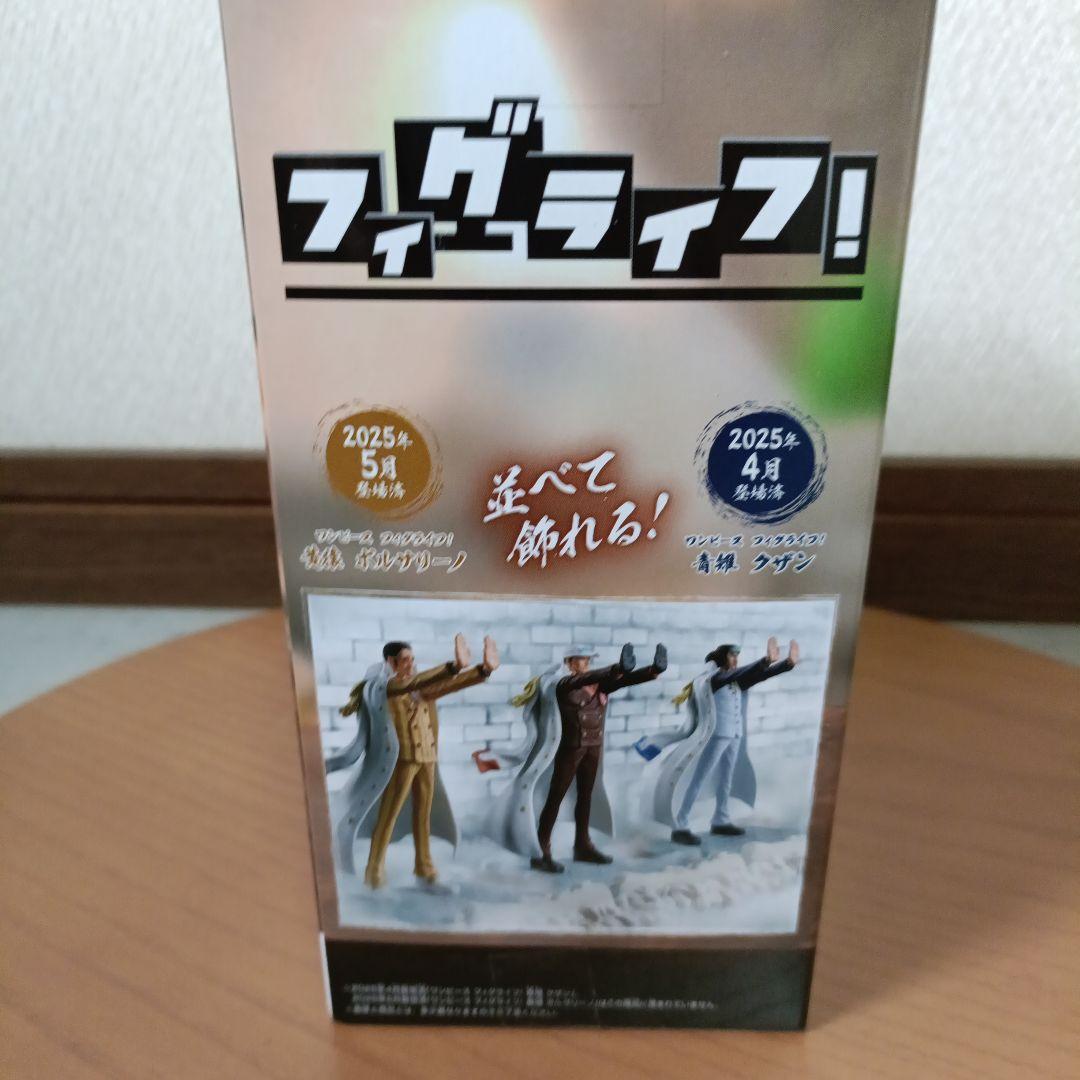 フィグライフ!
2025年
5月
登場済
ワンピース フィグライフ!
黄猿 ボルサリーノ
並べて
飾れる!
2025年
4月
登場済
ワンピース フィグライフ!
青雉 クザン